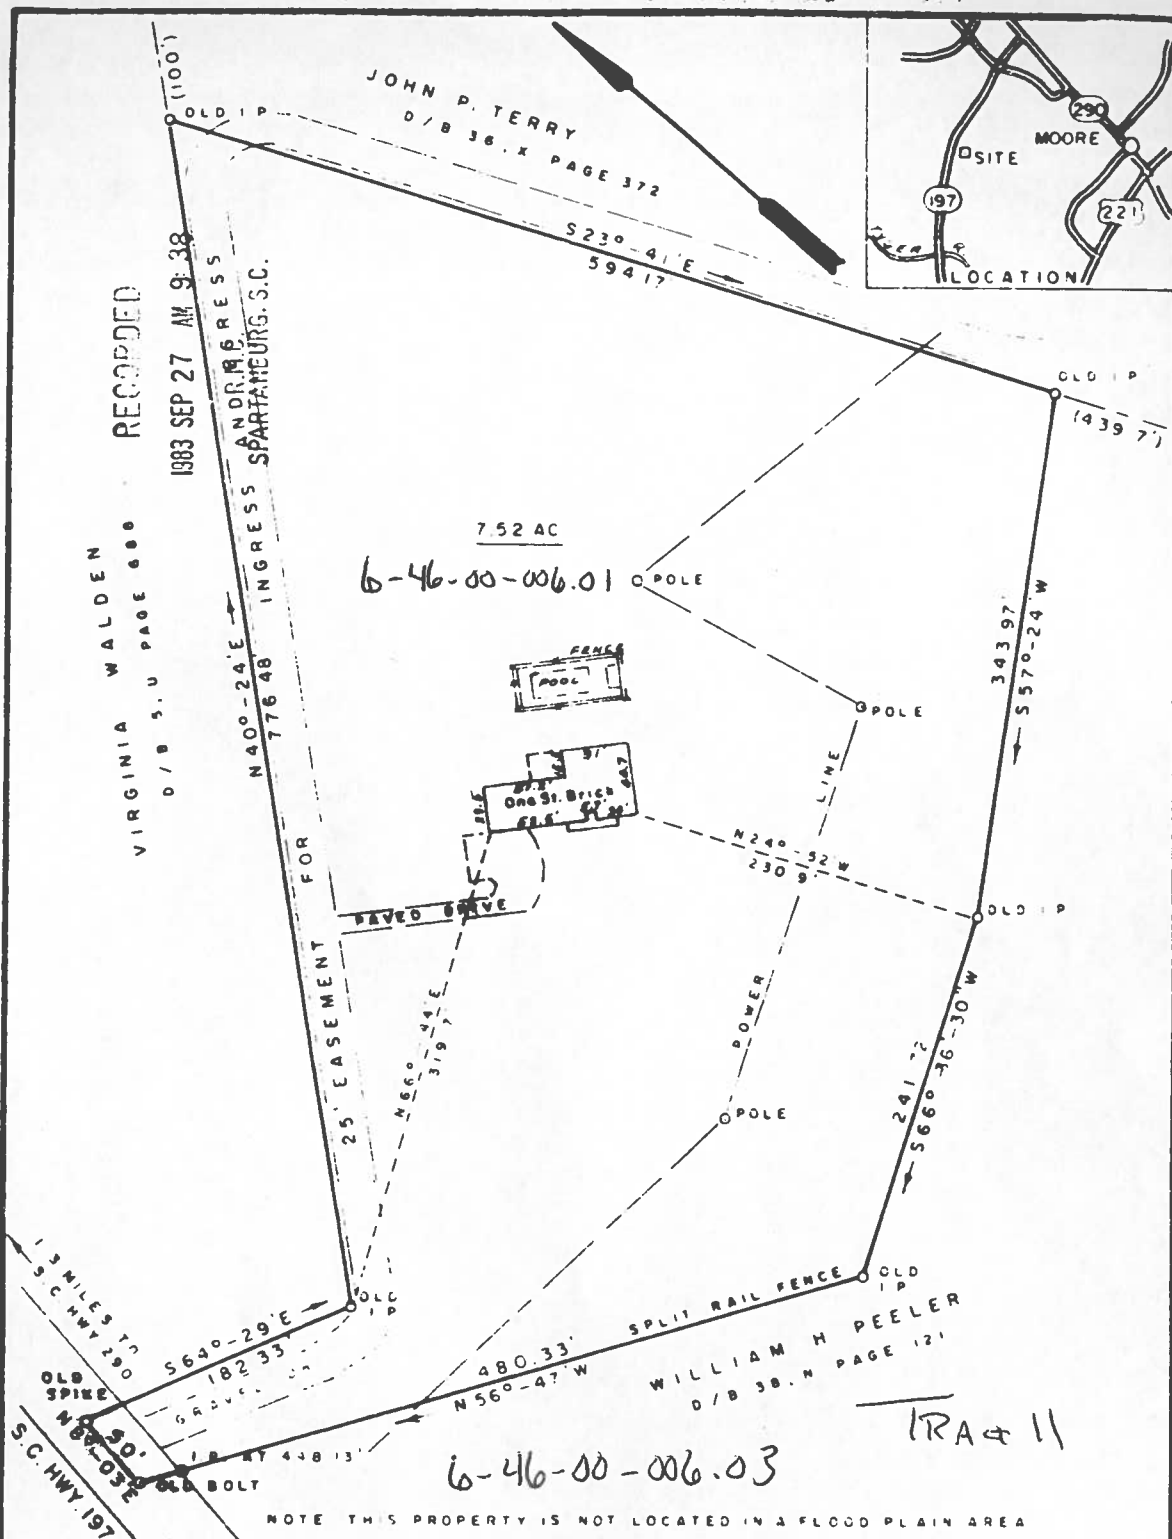 (100')
OLD I P
JOHN P. TERRY
D/B 36.X PAGE 372
S23°-41'E
594.17
290
MOORE
SITE
197
221
TYGER R
LOCATION
OLD I P
(439.7')
RECORDED
1983 SEP 27 AM 9:38
R.M.C.
SPARTANBURG, S.C.
VIRGINIA WALDEN
D/B 5.U PAGE 688
N40°-24'E
776.48
25' EASEMENT FOR INGRESS AND EGRESS
7.52 AC
6-46-00-006.01
POLE
FENCE
POOL
POLE
343.97'
S57°-24'W
One St. Brick
PAVED DRIVE
POWER LINE
N24°-52'W
230.9'
OLD I P
N66°-44'E
319.7
241.72
S66°-36'-30"W
POLE
1.3 MILES TO
S.C. HWY 290
OLD
I P
S64°-29'E
182.33'
OLD
SPIKE
50'
S.C. HWY. 197
OLD BOLT
I.P. AT 438.13'
480.33'
N56°-47'W
SPLIT RAIL FENCE
OLD
I P
WILLIAM H PEELER
D/B 38.N PAGE 121
6-46-00-006.03
NOTE THIS PROPERTY IS NOT LOCATED IN A FLOOD PLAIN AREA